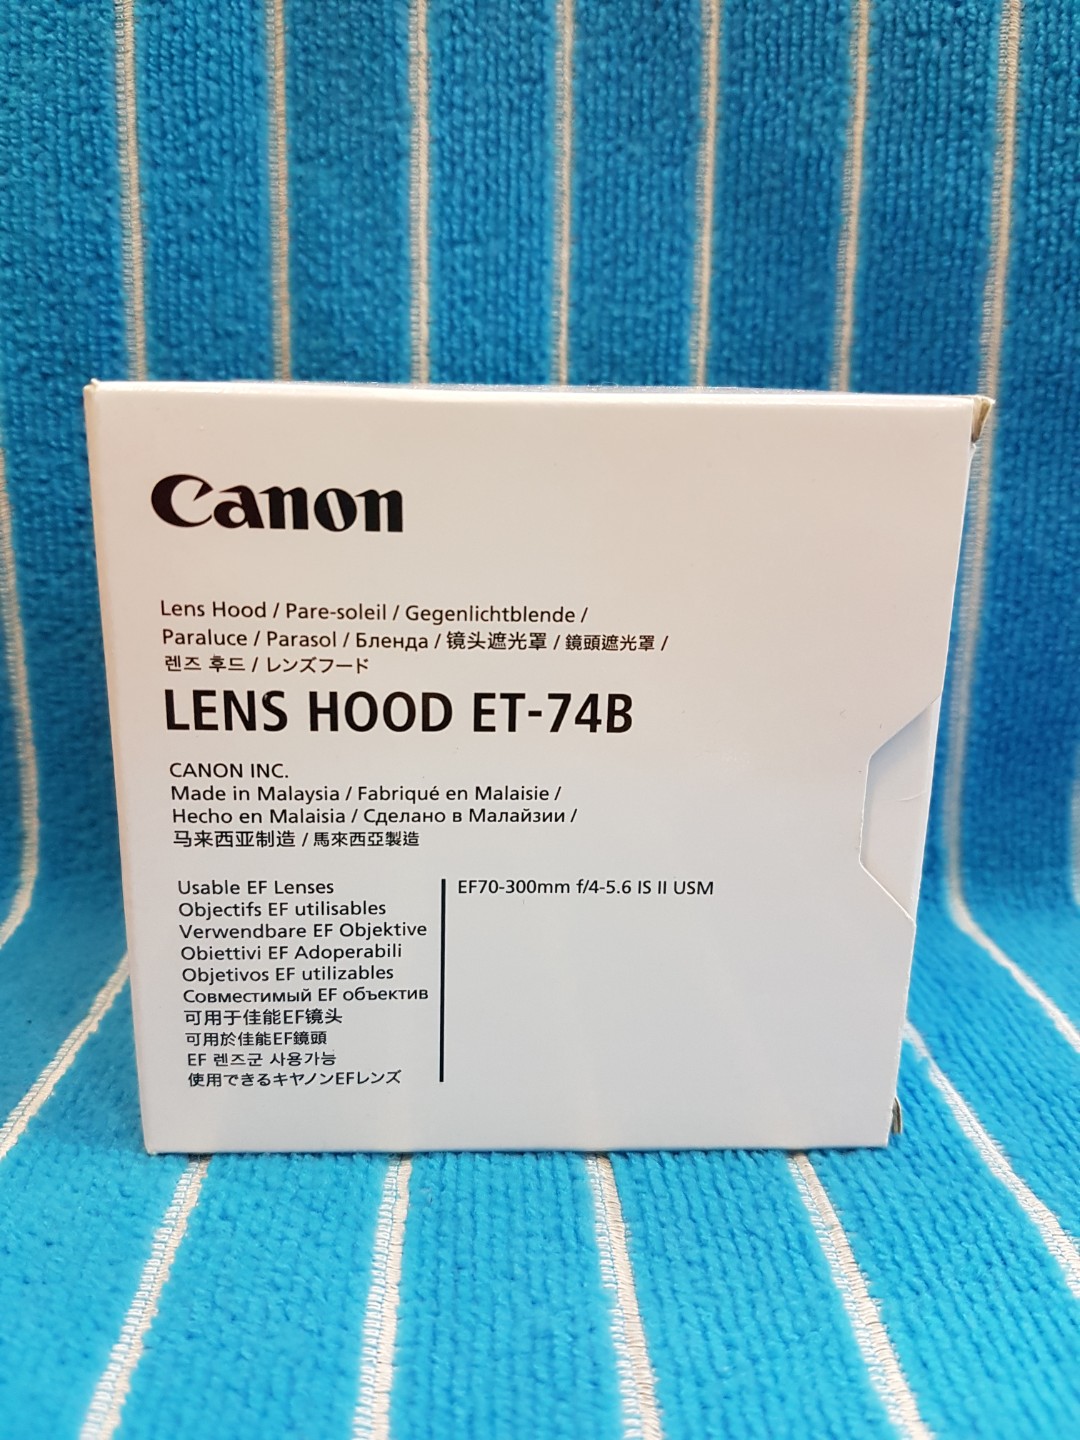 Canon
Lens Hood / Pare-soleil / Gegenlichtblende /
Paraluce / Parasol / Бленда / 镜头遮光罩 / 鏡頭遮光罩 /
렌즈 후드 / レンズフード
LENS HOOD ET-74B
CANON INC.
Made in Malaysia / Fabriqué en Malaisie /
Hecho en Malaisia / Сделано в Малайзии /
马来西亚制造 / 馬來西亞製造
Usable EF Lenses
EF70-300mm f/4-5.6 IS II USM
Objectifs EF utilisables
Verwendbare EF Objektive
Obiettivi EF Adoperabili
Objetivos EF utilizables
Совместимый EF объектив
可用于佳能EF镜头
可用於佳能EF鏡頭
EF 렌즈군 사용가능
使用できるキヤノンEFレンズ